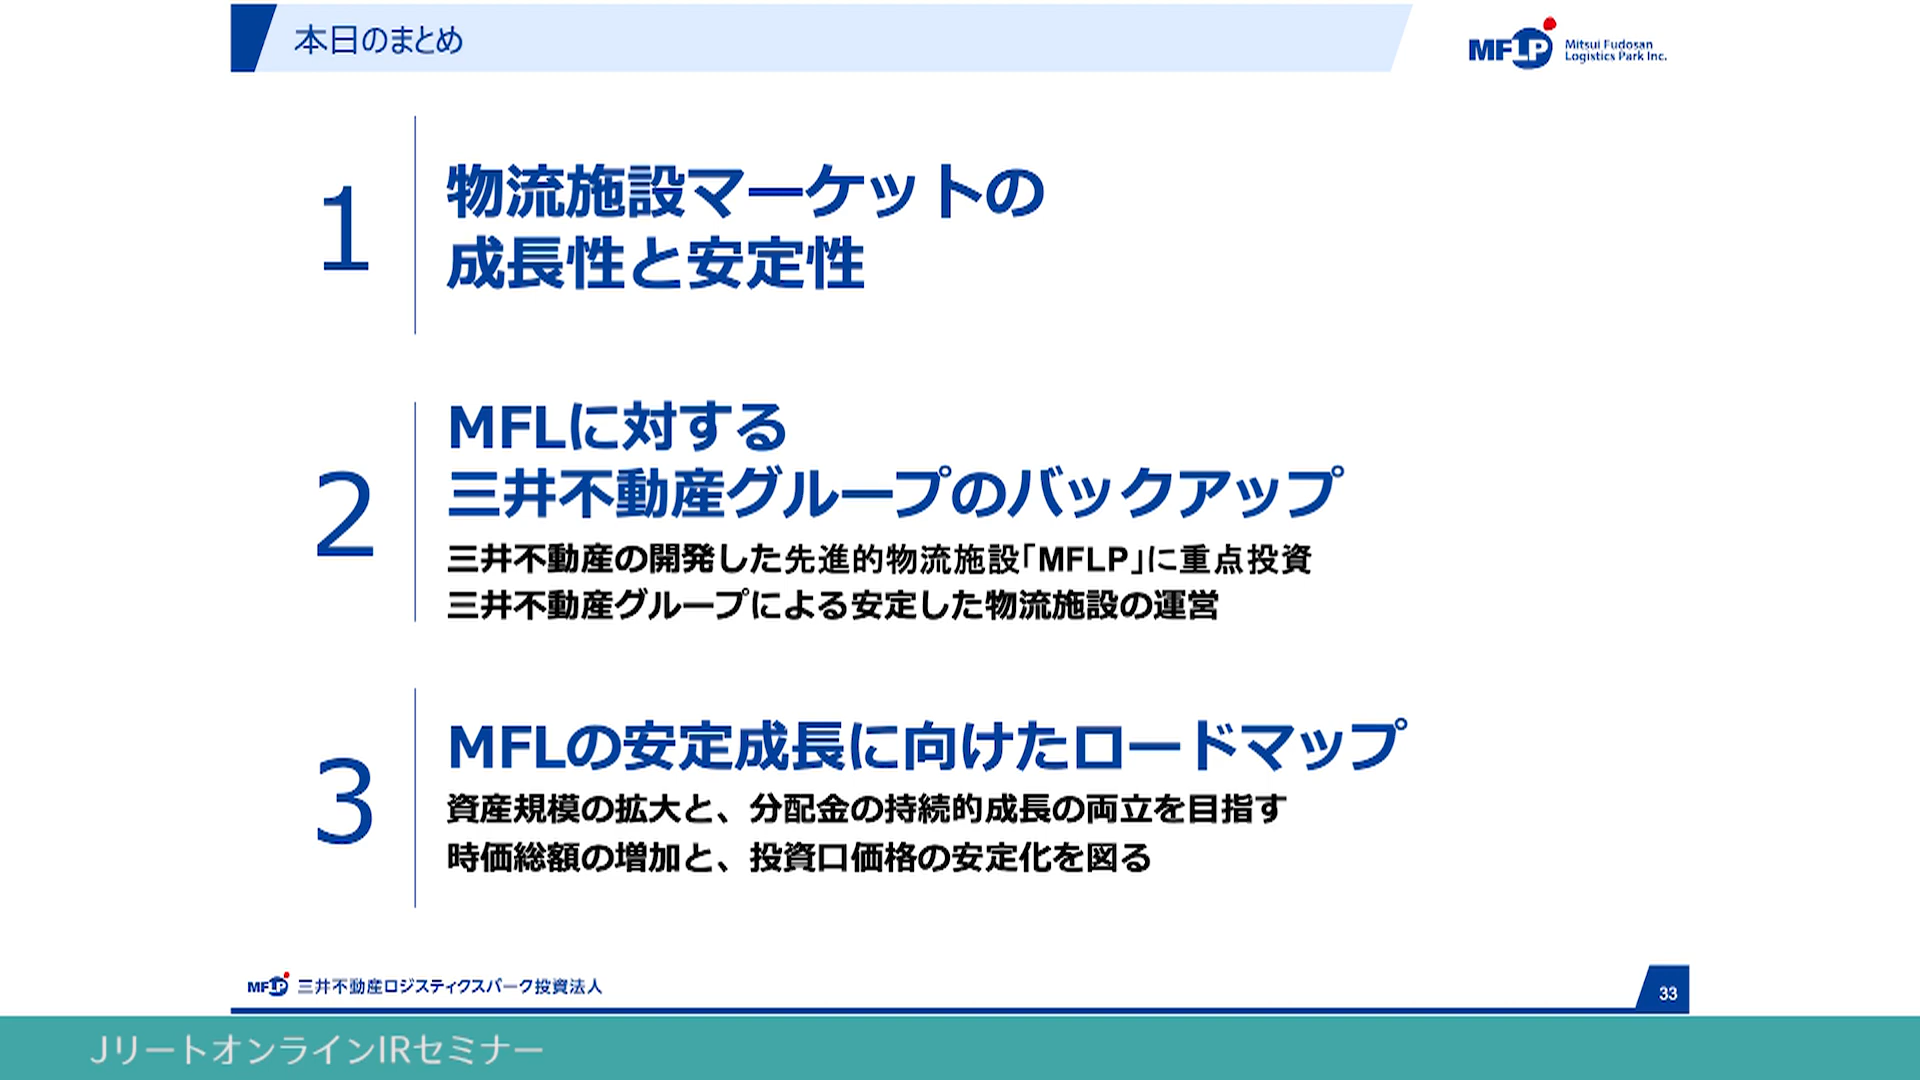 本日のまとめ
MFLP
Mitsui Fudosan
Logistics Park Inc.
1
物流施設マーケットの
成長性と安定性
2
MFLに対する
三井不動産グループのバックアップ
三井不動産の開発した先進的物流施設「MFLP」に重点投資
三井不動産グループによる安定した物流施設の運営
3
MFLの安定成長に向けたロードマップ
資産規模の拡大と、分配金の持続的成長の両立を目指す
時価総額の増加と、投資口価格の安定化を図る
MFLP 三井不動産ロジスティクスパーク投資法人
33
JリートオンラインIRセミナー